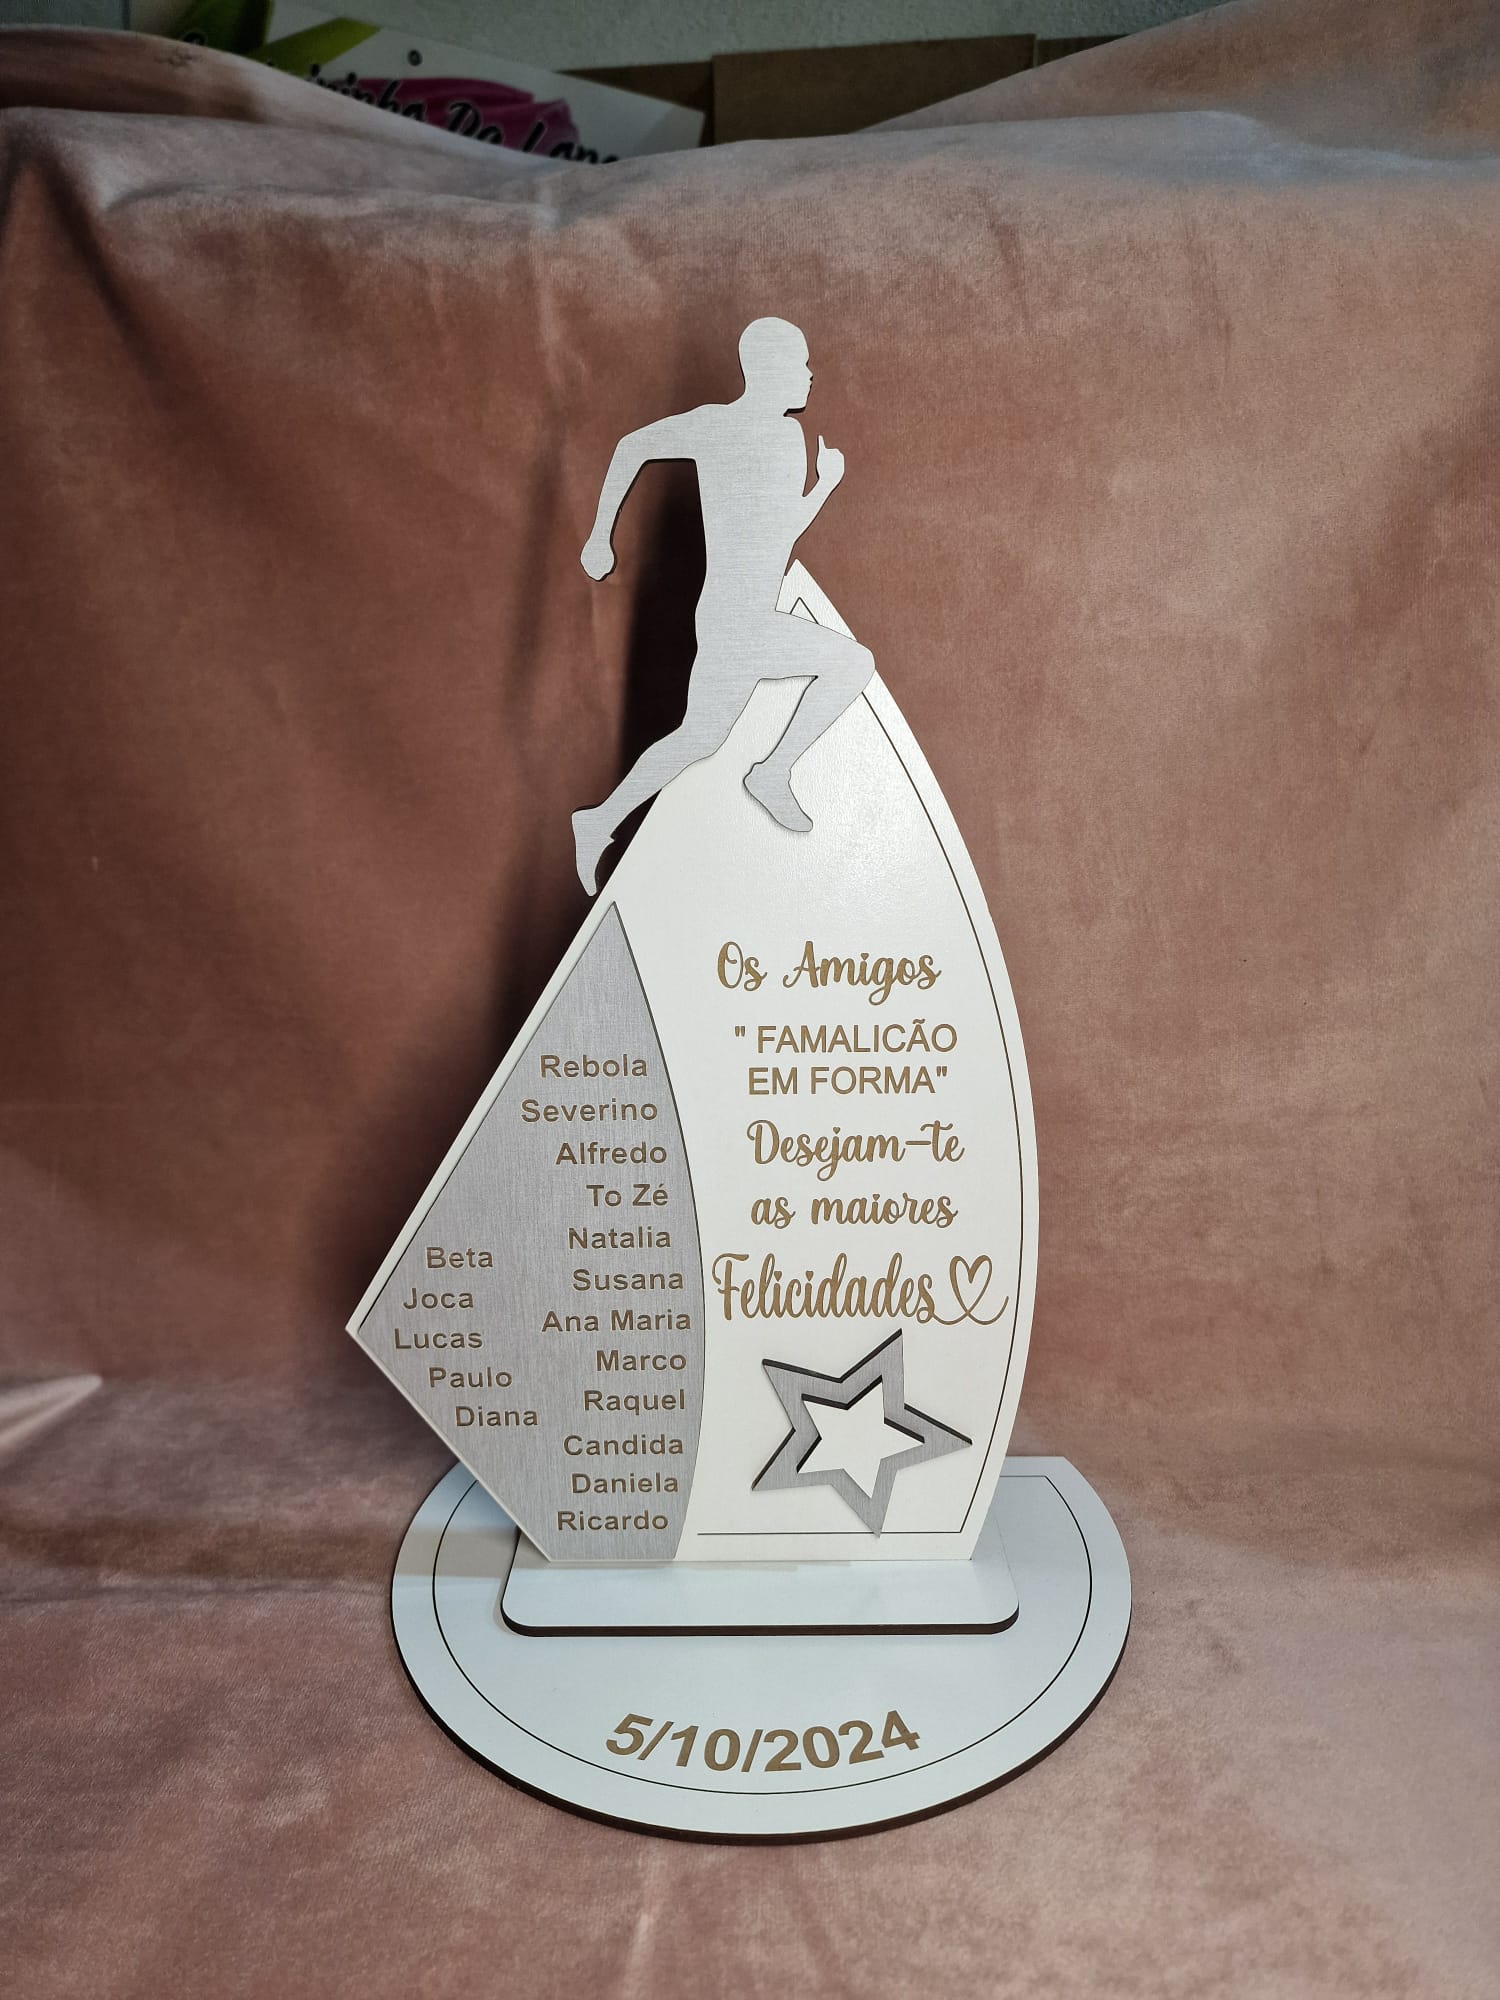 Da
Os Amigos
" FAMALICÃO
EM FORMA"
Desejam-te
as maiores
Felicidades
Rebola
Severino
Alfredo
To Zé
Natalia
Susana
Ana Maria
Marco
Raquel
Candida
Daniela
Ricardo
Beta
Joca
Lucas
Paulo
Diana
5/10/2024